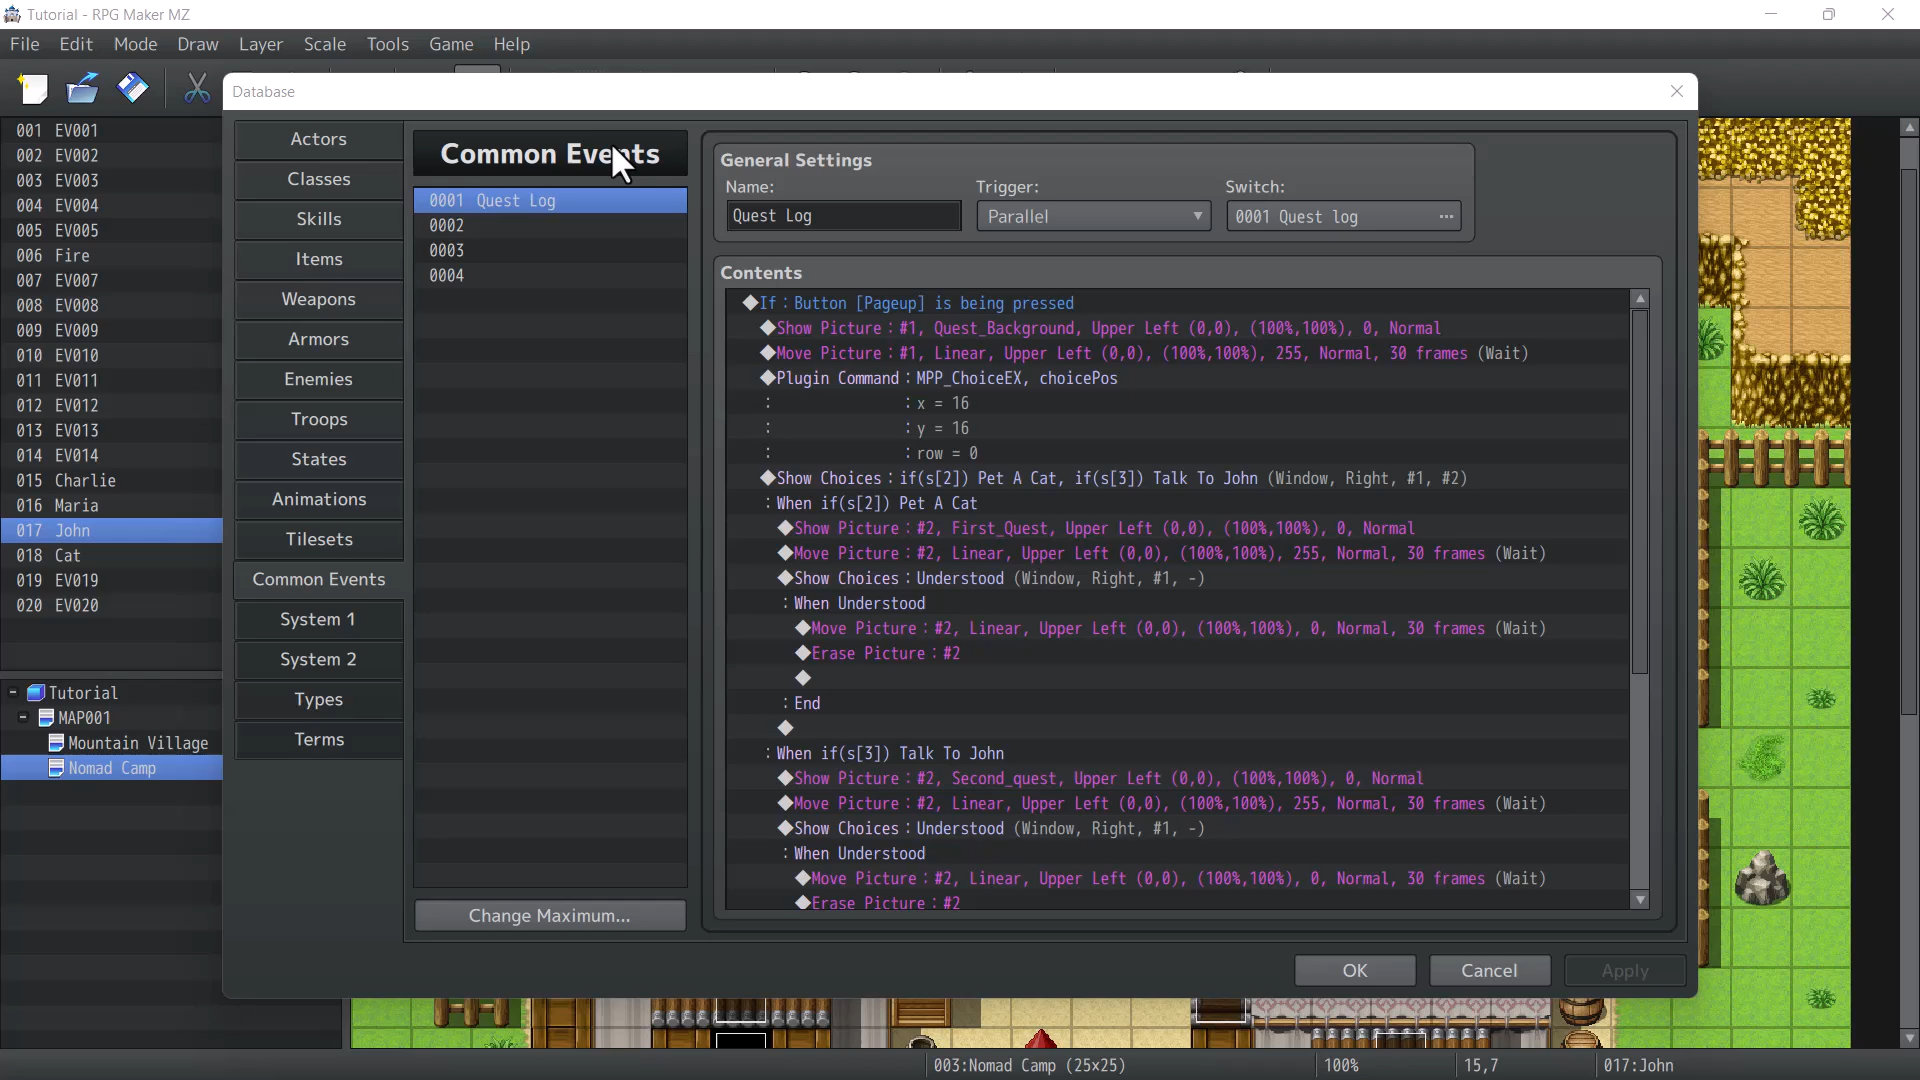 Tutorial - RPG Maker MZ
File Edit Mode Draw Layer Scale Tools Game Help
Database
001 EV001
002 EV002
003 EV003
004 EV004
005 EV005
006 Fire
007 EV007
008 EV008
009 EV009
010 EV010
011 EV011
012 EV012
013 EV013
014 EV014
015 Charlie
016 Maria
017 John
018 Cat
019 EV019
020 EV020
Tutorial
MAP001
Mountain Village
Nomad Camp
Actors
Classes
Skills
Items
Weapons
Armors
Enemies
Troops
States
Animations
Tilesets
Common Events
System 1
System 2
Types
Terms
Common Events
0001 Quest Log
0002
0003
0004
Change Maximum...
General Settings
Name: Trigger: Switch:
Quest Log Parallel 0001 Quest log ...
Contents
◆If : Button [Pageup] is being pressed
◆Show Picture : #1, Quest_Background, Upper Left (0,0), (100%,100%), 0, Normal
◆Move Picture : #1, Linear, Upper Left (0,0), (100%,100%), 255, Normal, 30 frames (Wait)
◆Plugin Command : MPP_ChoiceEX, choicePos
: : x = 16
: : y = 16
: : row = 0
◆Show Choices : if(s[2]) Pet A Cat, if(s[3]) Talk To John (Window, Right, #1, #2)
: When if(s[2]) Pet A Cat
◆Show Picture : #2, First_Quest, Upper Left (0,0), (100%,100%), 0, Normal
◆Move Picture : #2, Linear, Upper Left (0,0), (100%,100%), 255, Normal, 30 frames (Wait)
◆Show Choices : Understood (Window, Right, #1, -)
: When Understood
◆Move Picture : #2, Linear, Upper Left (0,0), (100%,100%), 0, Normal, 30 frames (Wait)
◆Erase Picture : #2
◆
: End
◆
: When if(s[3]) Talk To John
◆Show Picture : #2, Second_quest, Upper Left (0,0), (100%,100%), 0, Normal
◆Move Picture : #2, Linear, Upper Left (0,0), (100%,100%), 255, Normal, 30 frames (Wait)
◆Show Choices : Understood (Window, Right, #1, -)
: When Understood
◆Move Picture : #2, Linear, Upper Left (0,0), (100%,100%), 0, Normal, 30 frames (Wait)
◆Erase Picture : #2
OK Cancel Apply
003:Nomad Camp (25x25) 100% 15,7 017:John